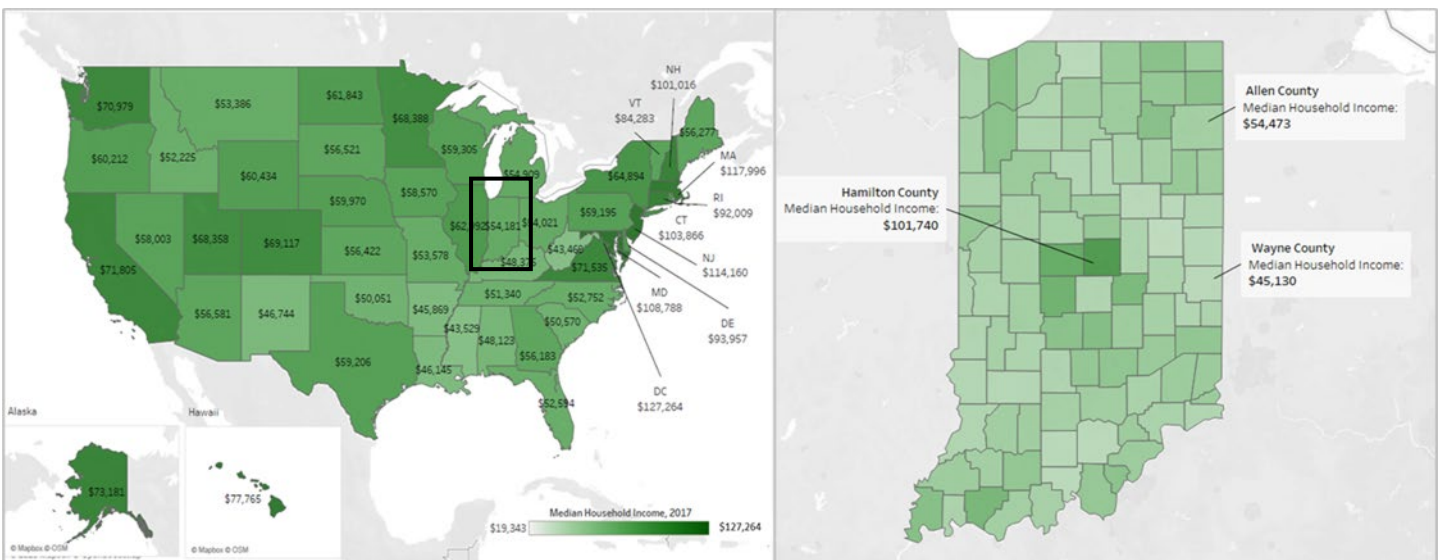 NH
$101,016
VT
$84,283
$70,979
$53,386
$61,843
$68,388
$56,277
MA
$117,996
$60,212
$52,225
$56,521
$59,305
$54,909
$64,894
RI
$92,009
$60,434
$58,570
$59,970
$59,195
CT
$103,866
$58,003
$68,358
$69,117
$56,422
$53,578
$54,181
$43,469
NJ
$114,160
$71,805
$48,375
$71,535
MD
$108,788
$56,581
$46,744
$50,051
$45,869
$51,340
$52,752
$50,570
DE
$93,957
$43,529
$48,123
$56,183
$59,206
$46,145
$52,594
DC
$127,264
Alaska
Hawaii
$73,181
$77,765
Median Household Income, 2017
$19,343
$127,264
© Mapbox © OSM
© Mapbox © OSM
Allen County
Median Household Income:
$54,473
Hamilton County
Median Household Income:
$101,740
Wayne County
Median Household Income:
$45,130